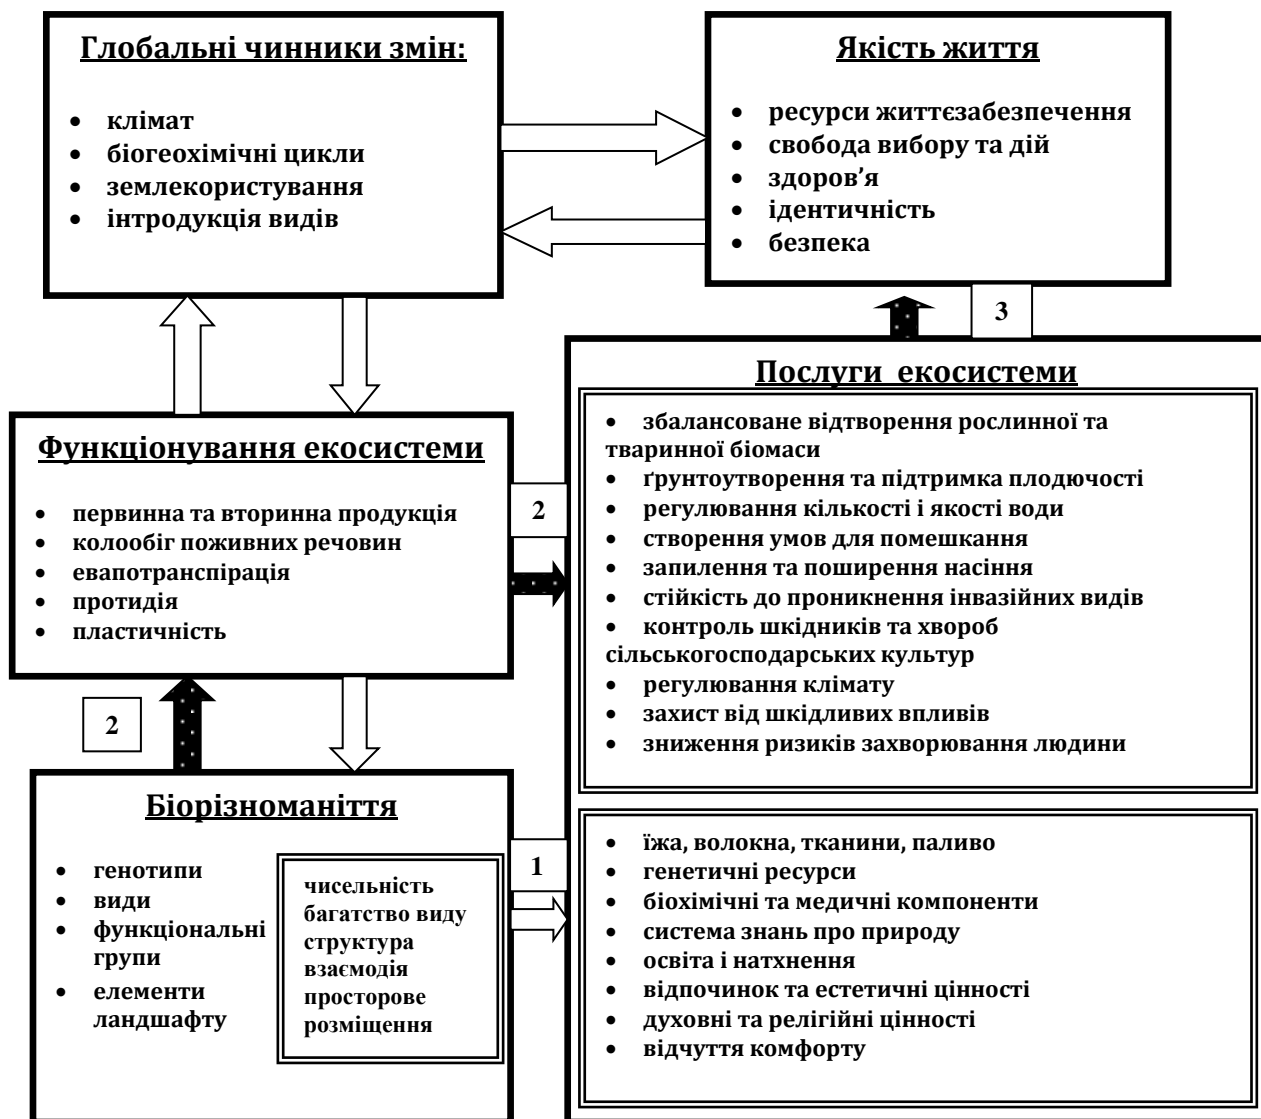 Глобальні чинники змін:
• клімат
• біогеохімічні цикли
• землекористування
• інтродукція видів
Якість життя
• ресурси життєзабезпечення
• свобода вибору та дій
• здоров’я
• ідентичність
• безпека
3
Функціонування екосистеми
• первинна та вторинна продукція
• колообіг поживних речовин
• евапотранспірація
• протидія
• пластичність
2
Послуги екосистеми
• збалансоване відтворення рослинної та
тваринної біомаси
• ґрунтоутворення та підтримка плодючості
• регулювання кількості і якості води
• створення умов для помешкання
• запилення та поширення насіння
• стійкість до проникнення інвазійних видів
• контроль шкідників та хвороб
сільськогосподарських культур
• регулювання клімату
• захист від шкідливих впливів
• зниження ризиків захворювання людини
2
Біорізноманіття
• генотипи
• види
• функціональні
групи
• елементи
ландшафту
чисельність
багатство виду
структура
взаємодія
просторове
розміщення
1
• їжа, волокна, тканини, паливо
• генетичні ресурси
• біохімічні та медичні компоненти
• система знань про природу
• освіта і натхнення
• відпочинок та естетичні цінності
• духовні та релігійні цінності
• відчуття комфорту